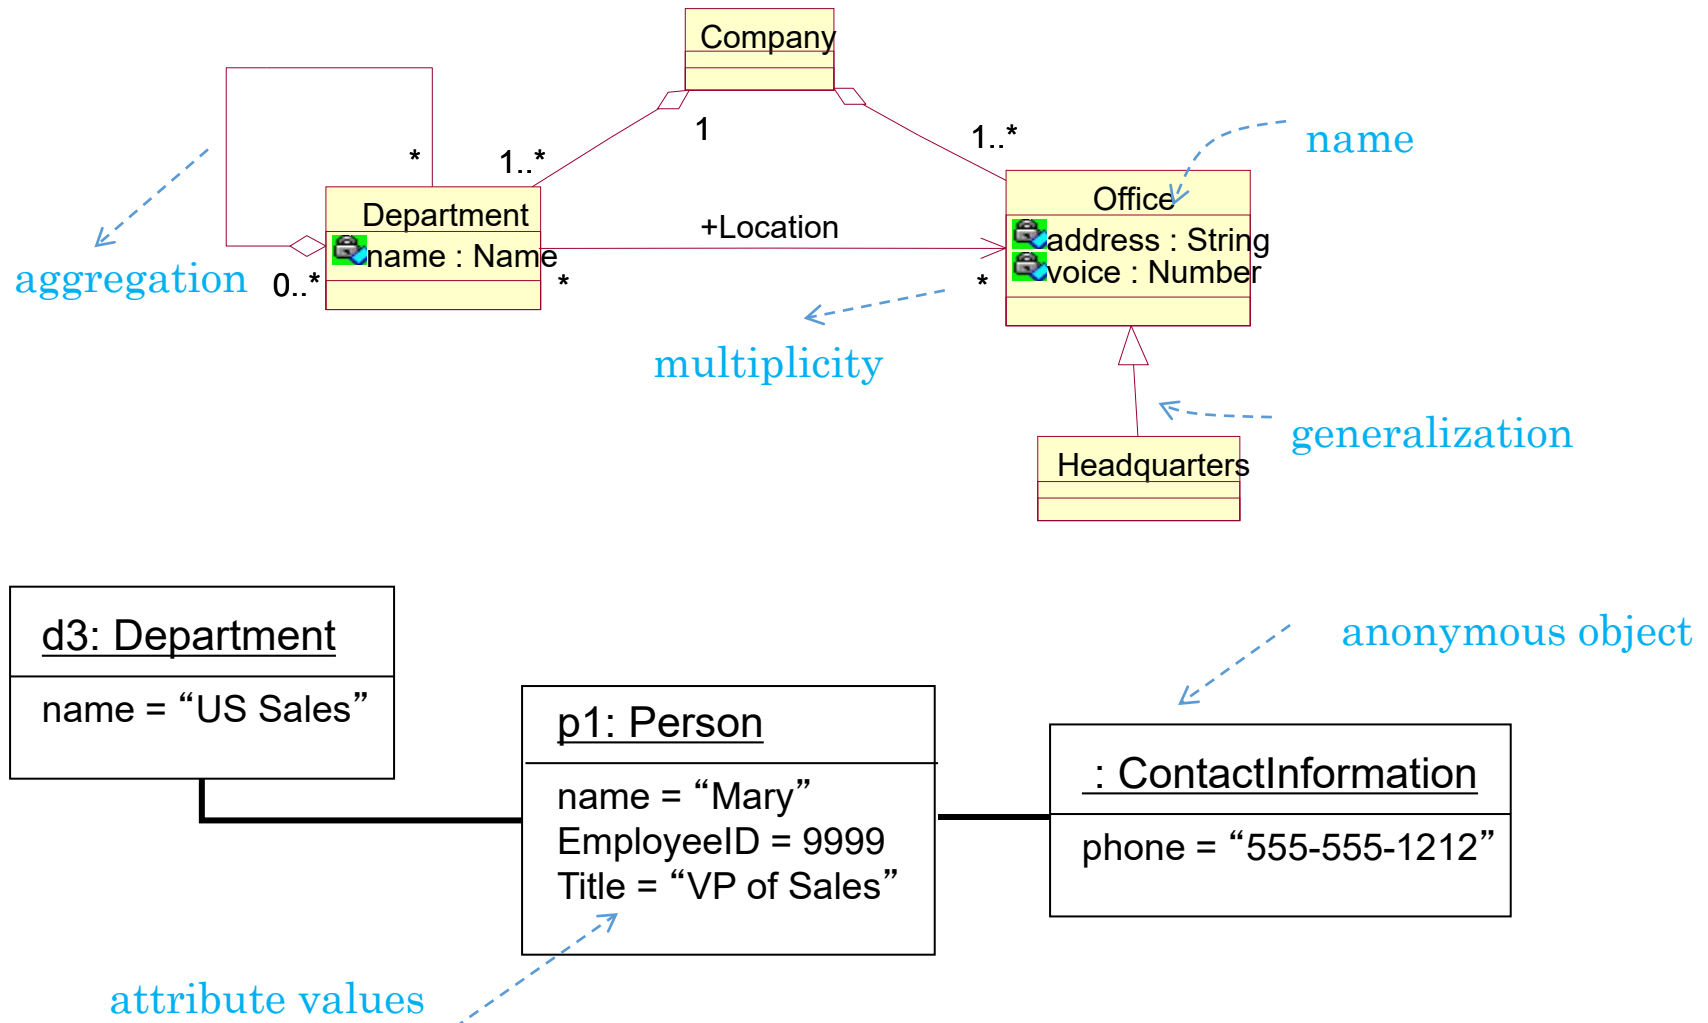 Company
1
1..*
1..*
*
name
Department
name : Name
+Location
Office
address : String
voice : Number
aggregation
0..*
*
*
multiplicity
generalization
Headquarters
d3: Department
name = “US Sales”
anonymous object
p1: Person
name = “Mary”
EmployeeID = 9999
Title = “VP of Sales”
: ContactInformation
phone = “555-555-1212”
attribute values